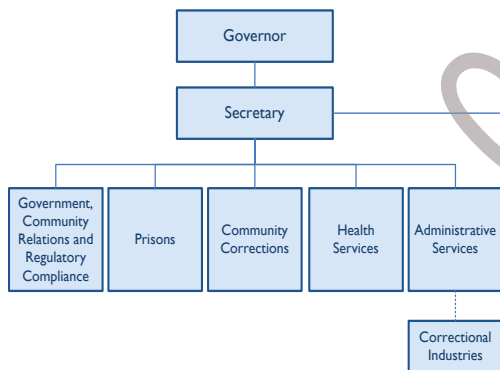 Governor
Secretary
Government,
Community
Relations and
Regulatory
Compliance
Prisons
Community
Corrections
Health
Services
Administrative
Services
Correctional
Industries